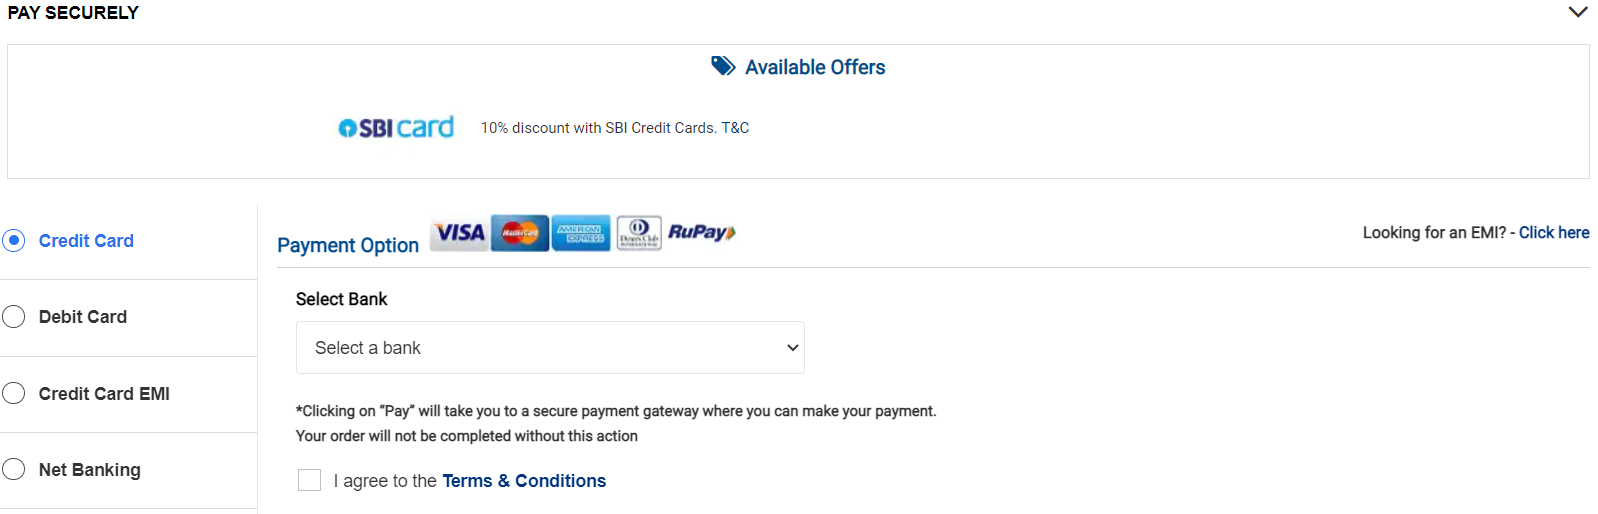 PAY SECURELY
Available Offers
SBI card 10% discount with SBI Credit Cards. T&C
Credit Card
Debit Card
Credit Card EMI
Net Banking
Payment Option VISA MasterCard AMERICAN EXPRESS Diners Club INTERNATIONAL RuPay Looking for an EMI? - Click here
Select Bank
Select a bank
*Clicking on “Pay” will take you to a secure payment gateway where you can make your payment.
Your order will not be completed without this action
I agree to the Terms & Conditions